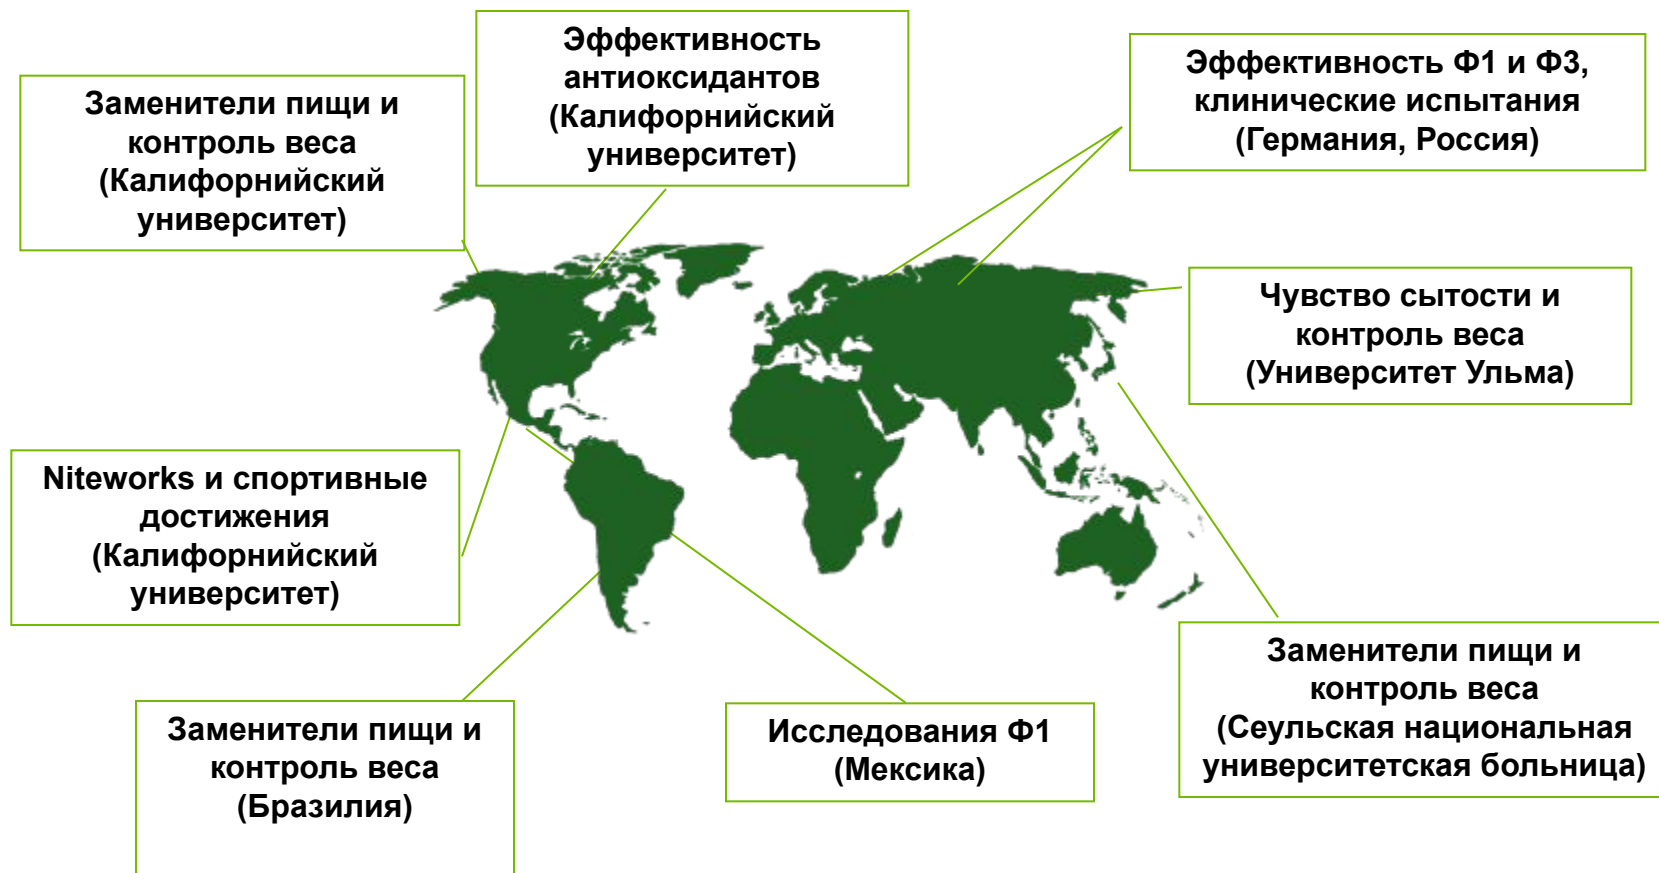 Эффективность
антиоксидантов
(Калифорнийский
университет)
Эффективность Ф1 и Ф3,
клинические испытания
(Германия, Россия)
Заменители пищи и
контроль веса
(Калифорнийский
университет)
Чувство сытости и
контроль веса
(Университет Ульма)
Niteworks и спортивные
достижения
(Калифорнийский
университет)
Заменители пищи и
контроль веса
(Сеульская национальная
университетская больница)
Заменители пищи и
контроль веса
(Бразилия)
Исследования Ф1
(Мексика)